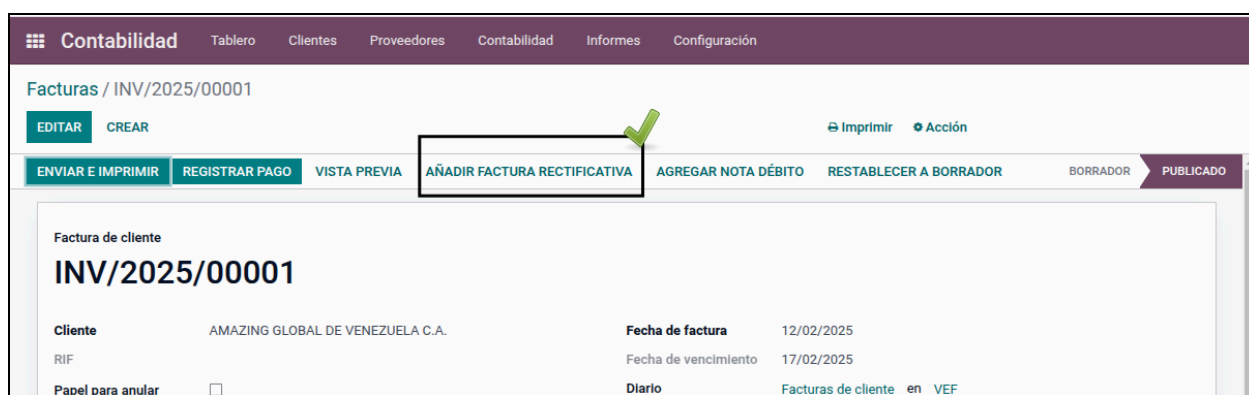 Contabilidad Tablero Clientes Proveedores Contabilidad Informes Configuración
Facturas / INV/2025/00001
EDITAR CREAR Imprimir Acción
ENVIAR E IMPRIMIR REGISTRAR PAGO VISTA PREVIA AÑADIR FACTURA RECTIFICATIVA AGREGAR NOTA DÉBITO RESTABLECER A BORRADOR BORRADOR PUBLICADO
Factura de cliente
INV/2025/00001
Cliente AMAZING GLOBAL DE VENEZUELA C.A. Fecha de factura 12/02/2025
RIF Fecha de vencimiento 17/02/2025
Papel para anular Diario Facturas de cliente en VEF